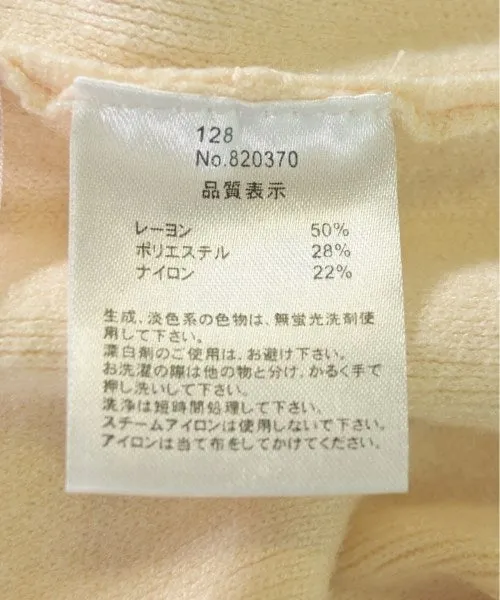 128
No.820370
品質表示
レーヨン 50%
ポリエステル 28%
ナイロン 22%
生成、淡色系の色物は、無蛍光洗剤使
用して下さい。
漂白剤のご使用は、お避け下さい。
お洗濯の際は他の物と分け、かるく手で
押し洗いして下さい。
洗浄は短時間処理して下さい。
スチームアイロンは使用しないで下さい。
アイロンは当て布をしてかけてください。